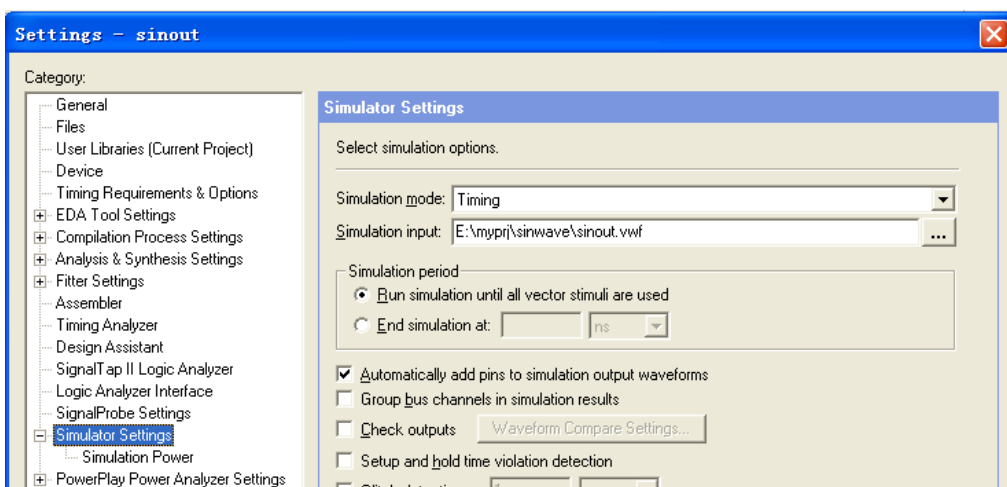 Settings - sinout
Category:
General
Files
User Libraries (Current Project)
Device
Timing Requirements & Options
EDA Tool Settings
Compilation Process Settings
Analysis & Synthesis Settings
Fitter Settings
Assembler
Timing Analyzer
Design Assistant
SignalTap II Logic Analyzer
Logic Analyzer Interface
SignalProbe Settings
Simulator Settings
Simulation Power
PowerPlay Power Analyzer Settings
Simulator Settings
Select simulation options.
Simulation mode: Timing
Simulation input: E:\myprj\sinwave\sinout.vwf ...
Simulation period
Run simulation until all vector stimuli are used
End simulation at: ns
Automatically add pins to simulation output waveforms
Group bus channels in simulation results
Check outputs Waveform Compare Settings...
Setup and hold time violation detection